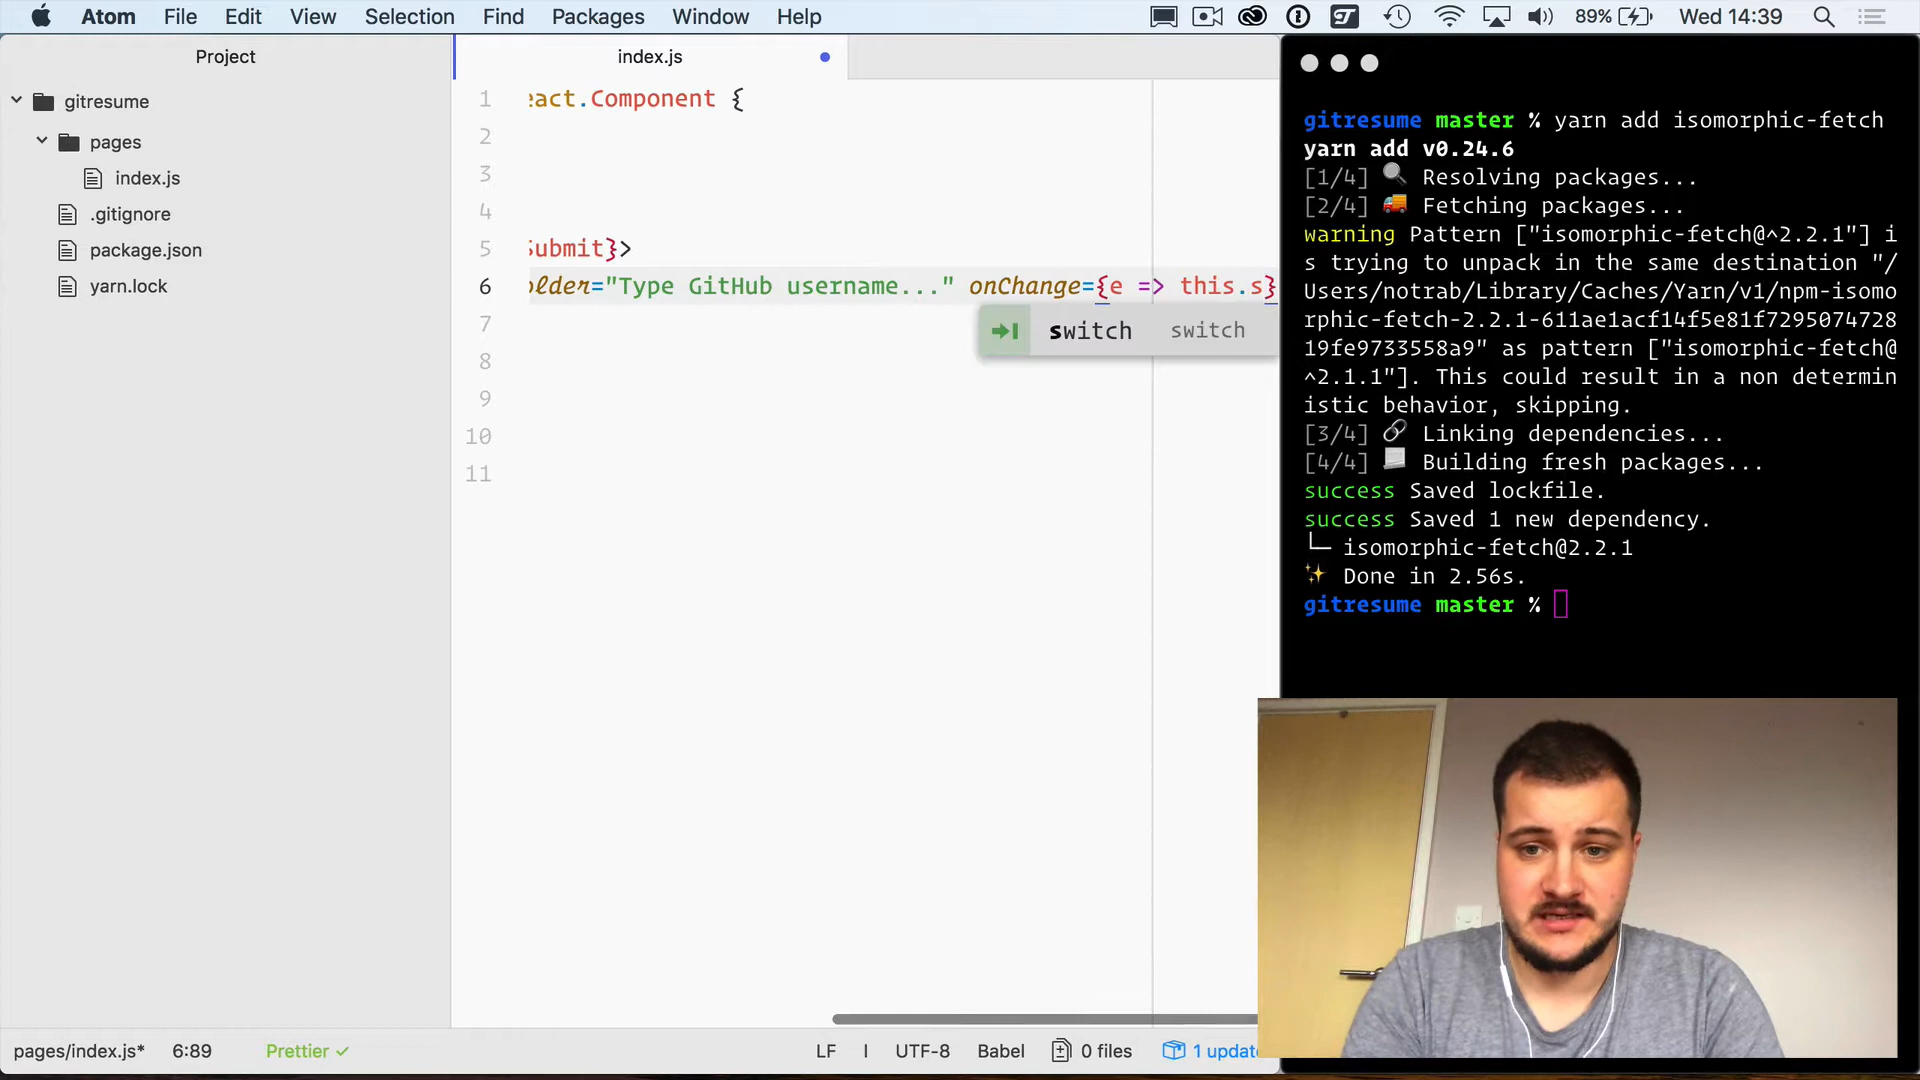 Atom File Edit View Selection Find Packages Window Help 89% Wed 14:39
Project
gitresume
pages
index.js
.gitignore
package.json
yarn.lock
index.js
1 eact.Component {
2
3
4
5 Submit}>
6 older="Type GitHub username..." onChange={e => this.s}
switch switch
7
8
9
10
11
gitresume master % yarn add isomorphic-fetch
yarn add v0.24.6
[1/4] Resolving packages...
[2/4] Fetching packages...
warning Pattern ["isomorphic-fetch@^2.2.1"] i
s trying to unpack in the same destination "/
Users/notrab/Library/Caches/Yarn/v1/npm-isomo
rphic-fetch-2.2.1-611ae1acf14f5e81f7295074728
19fe9733558a9" as pattern ["isomorphic-fetch@
^2.1.1"]. This could result in a non determin
istic behavior, skipping.
[3/4] Linking dependencies...
[4/4] Building fresh packages...
success Saved lockfile.
success Saved 1 new dependency.
└─ isomorphic-fetch@2.2.1
Done in 2.56s.
gitresume master %
pages/index.js* 6:89 Prettier ✓ LF I UTF-8 Babel 0 files 1 update